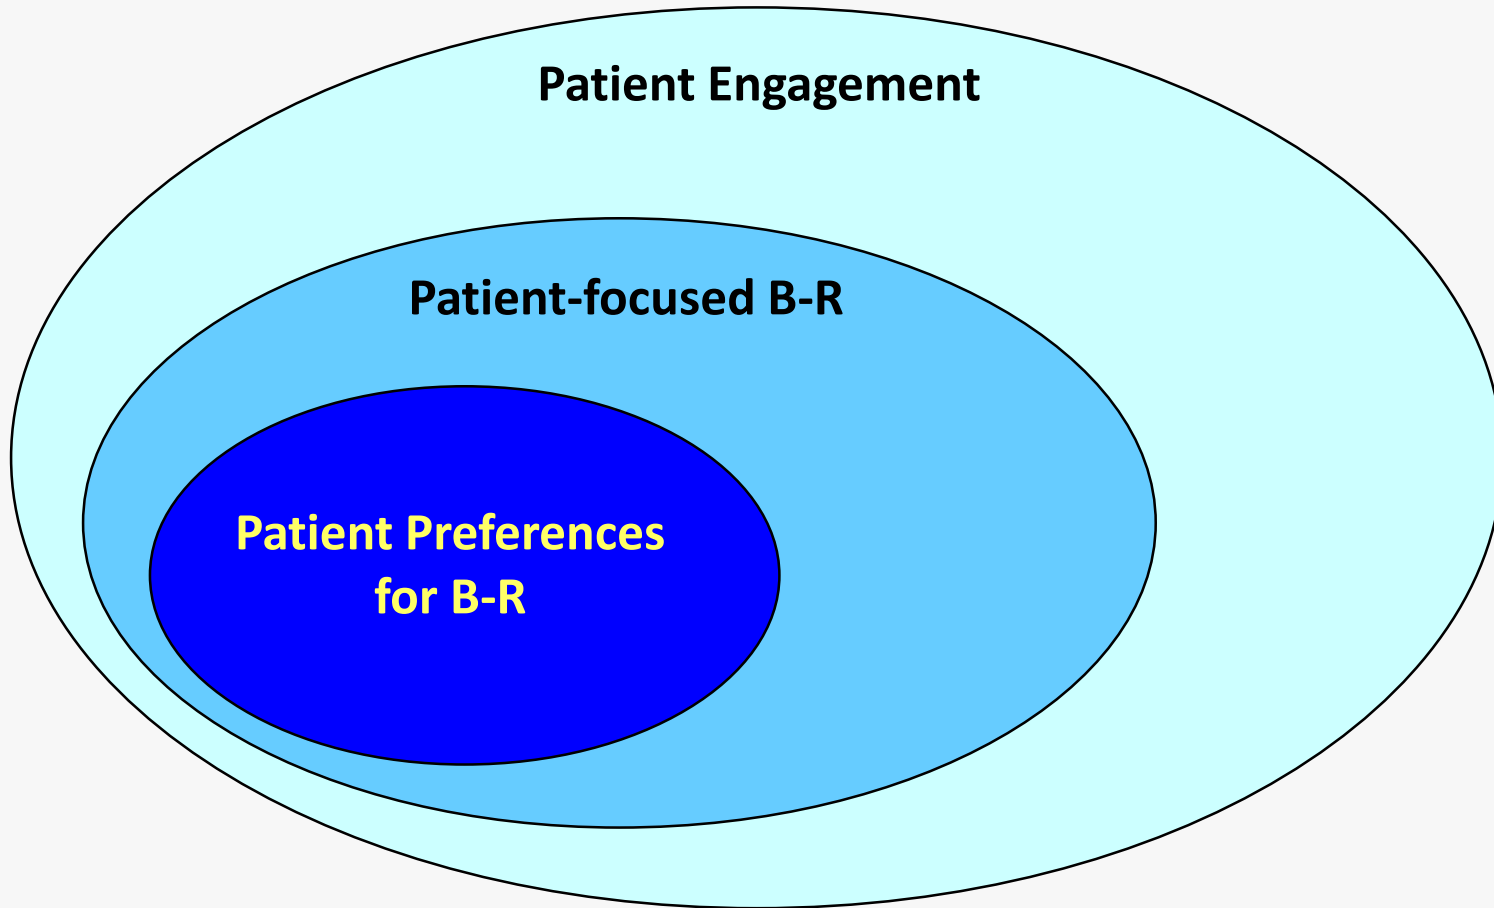 Patient Engagement
Patient-focused B-R
Patient Preferences
for B-R